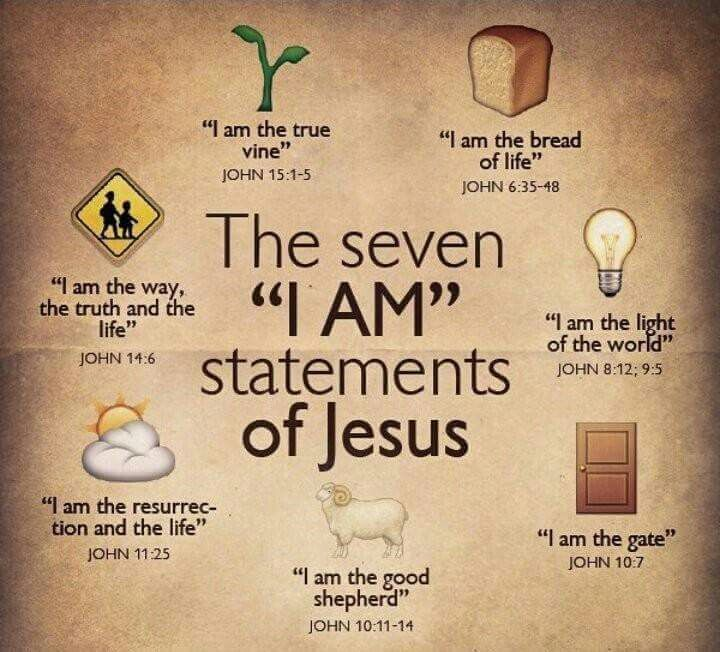 The seven
“I AM”
statements
of Jesus
“I am the true
vine”
JOHN 15:1-5
“I am the bread
of life”
JOHN 6:35-48
“I am the light
of the world”
JOHN 8:12; 9:5
“I am the gate”
JOHN 10:7
“I am the good
shepherd”
JOHN 10:11-14
“I am the resurrec-
tion and the life”
JOHN 11:25
“I am the way,
the truth and the
life”
JOHN 14:6